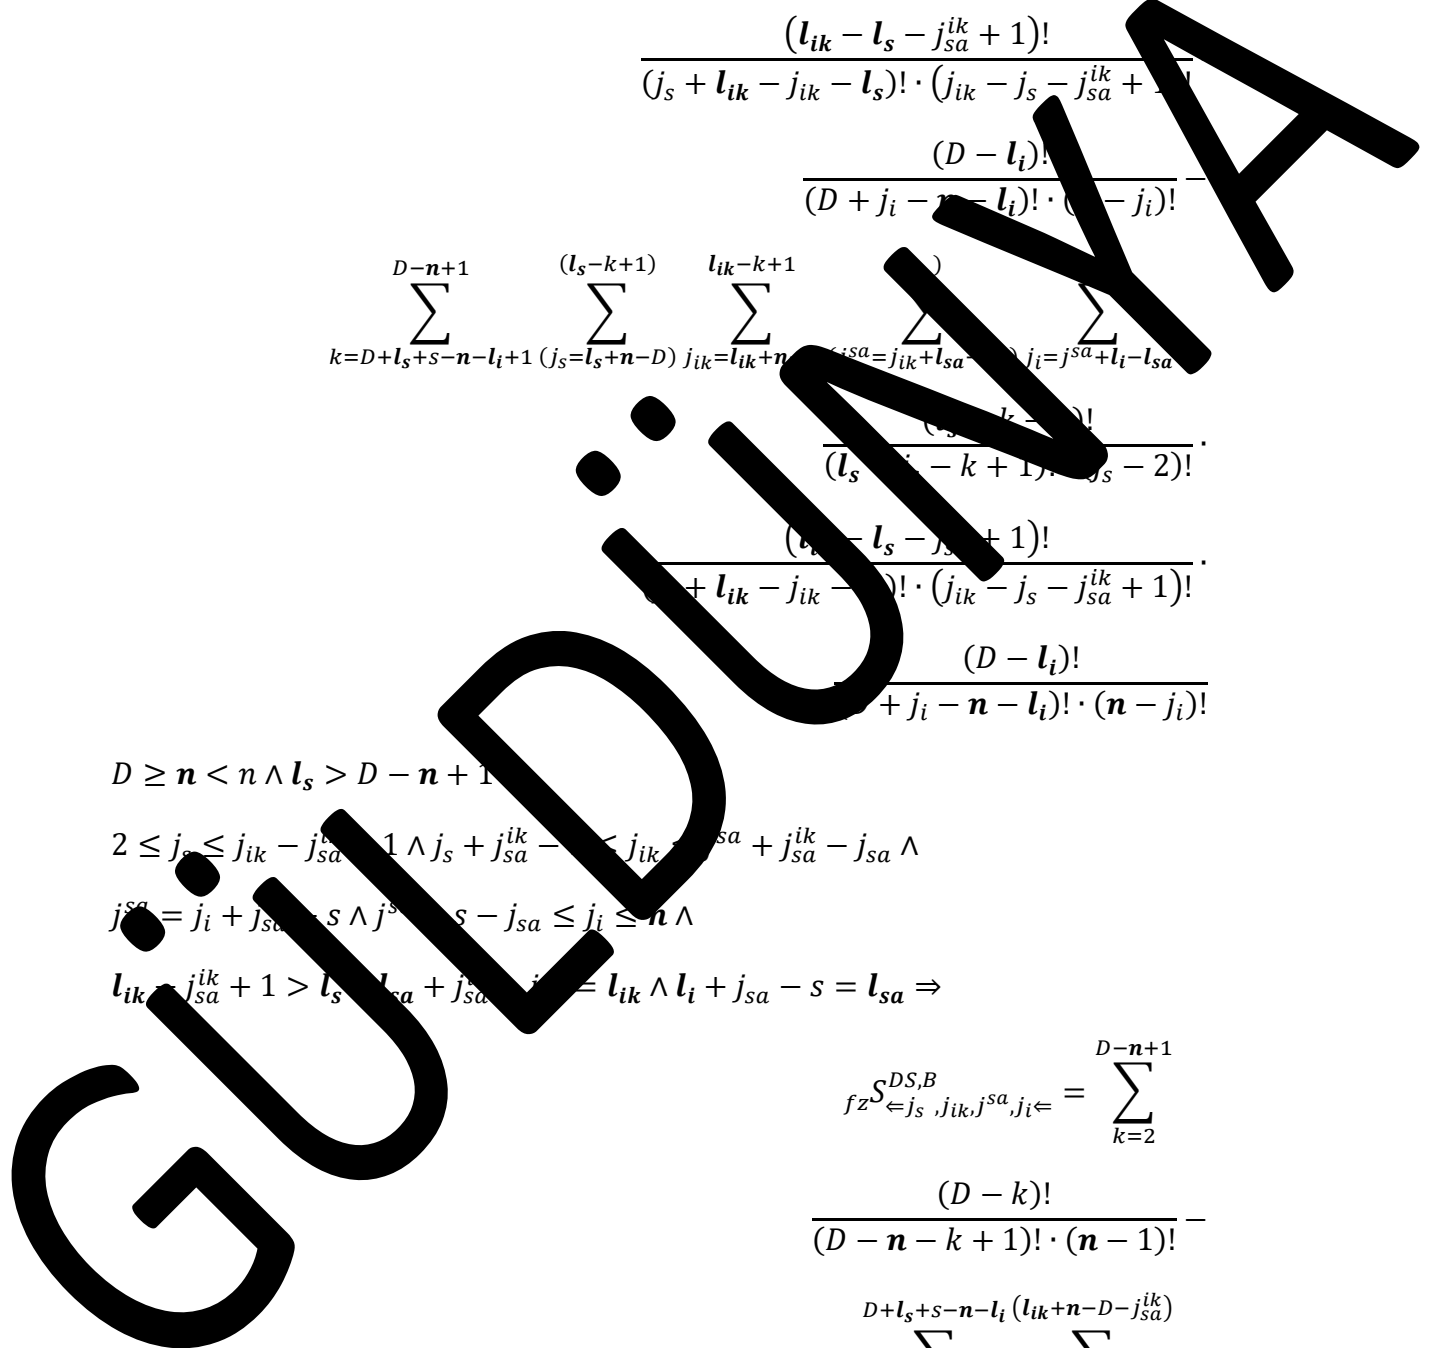 (l_ik − l_s − j_sa^ik + 1)!
(j_s + l_ik − j_ik − l_s)! · (j_ik − j_s − j_sa^ik + !
(D − l_i)!
(D + j_i − n − l_i)! · ( − j_i)! −
D−n+1 (l_s−k+1) l_ik−k+1 )
∑ ∑ ∑ ∑ ∑
k=D+l_s+s−n−l_i+1 (j_s=l_s+n−D) j_ik=l_ik+n (j^sa=j_ik+l_sa ) j_i=j^sa+l_i−l_sa
( k − )!
(l_s − k + 1)! j_s − 2)! ·
( − l_s − + 1)!
+ l_ik − j_ik − )! · (j_ik − j_s − j_sa^ik + 1)! ·
(D − l_i)!
+ j_i − n − l_i)! · (n − j_i)!
D ≥ n < n ∧ l_s > D − n + 1
2 ≤ j_s ≤ j_ik − j_sa^ik 1 ∧ j_s + j_sa^ik − ≤ j_ik ≤ j^sa + j_sa^ik − j_sa ∧
j^sa = j_i + j_sa − s ∧ j^s s − j_sa ≤ j_i ≤ n ∧
l_ik − j_sa^ik + 1 > l_s l_sa + j_sa = l_ik ∧ l_i + j_sa − s = l_sa ⇒
D−n+1
fz S^DS,B _⇐j_s ,j_ik,j^sa,j_i⇐ = ∑
k=2
(D − k)!
(D − n − k + 1)! · (n − 1)! −
D+l_s+s−n−l_i (l_ik+n−D−j_sa^ik)
∑ ∑
GÜLDÜNYA